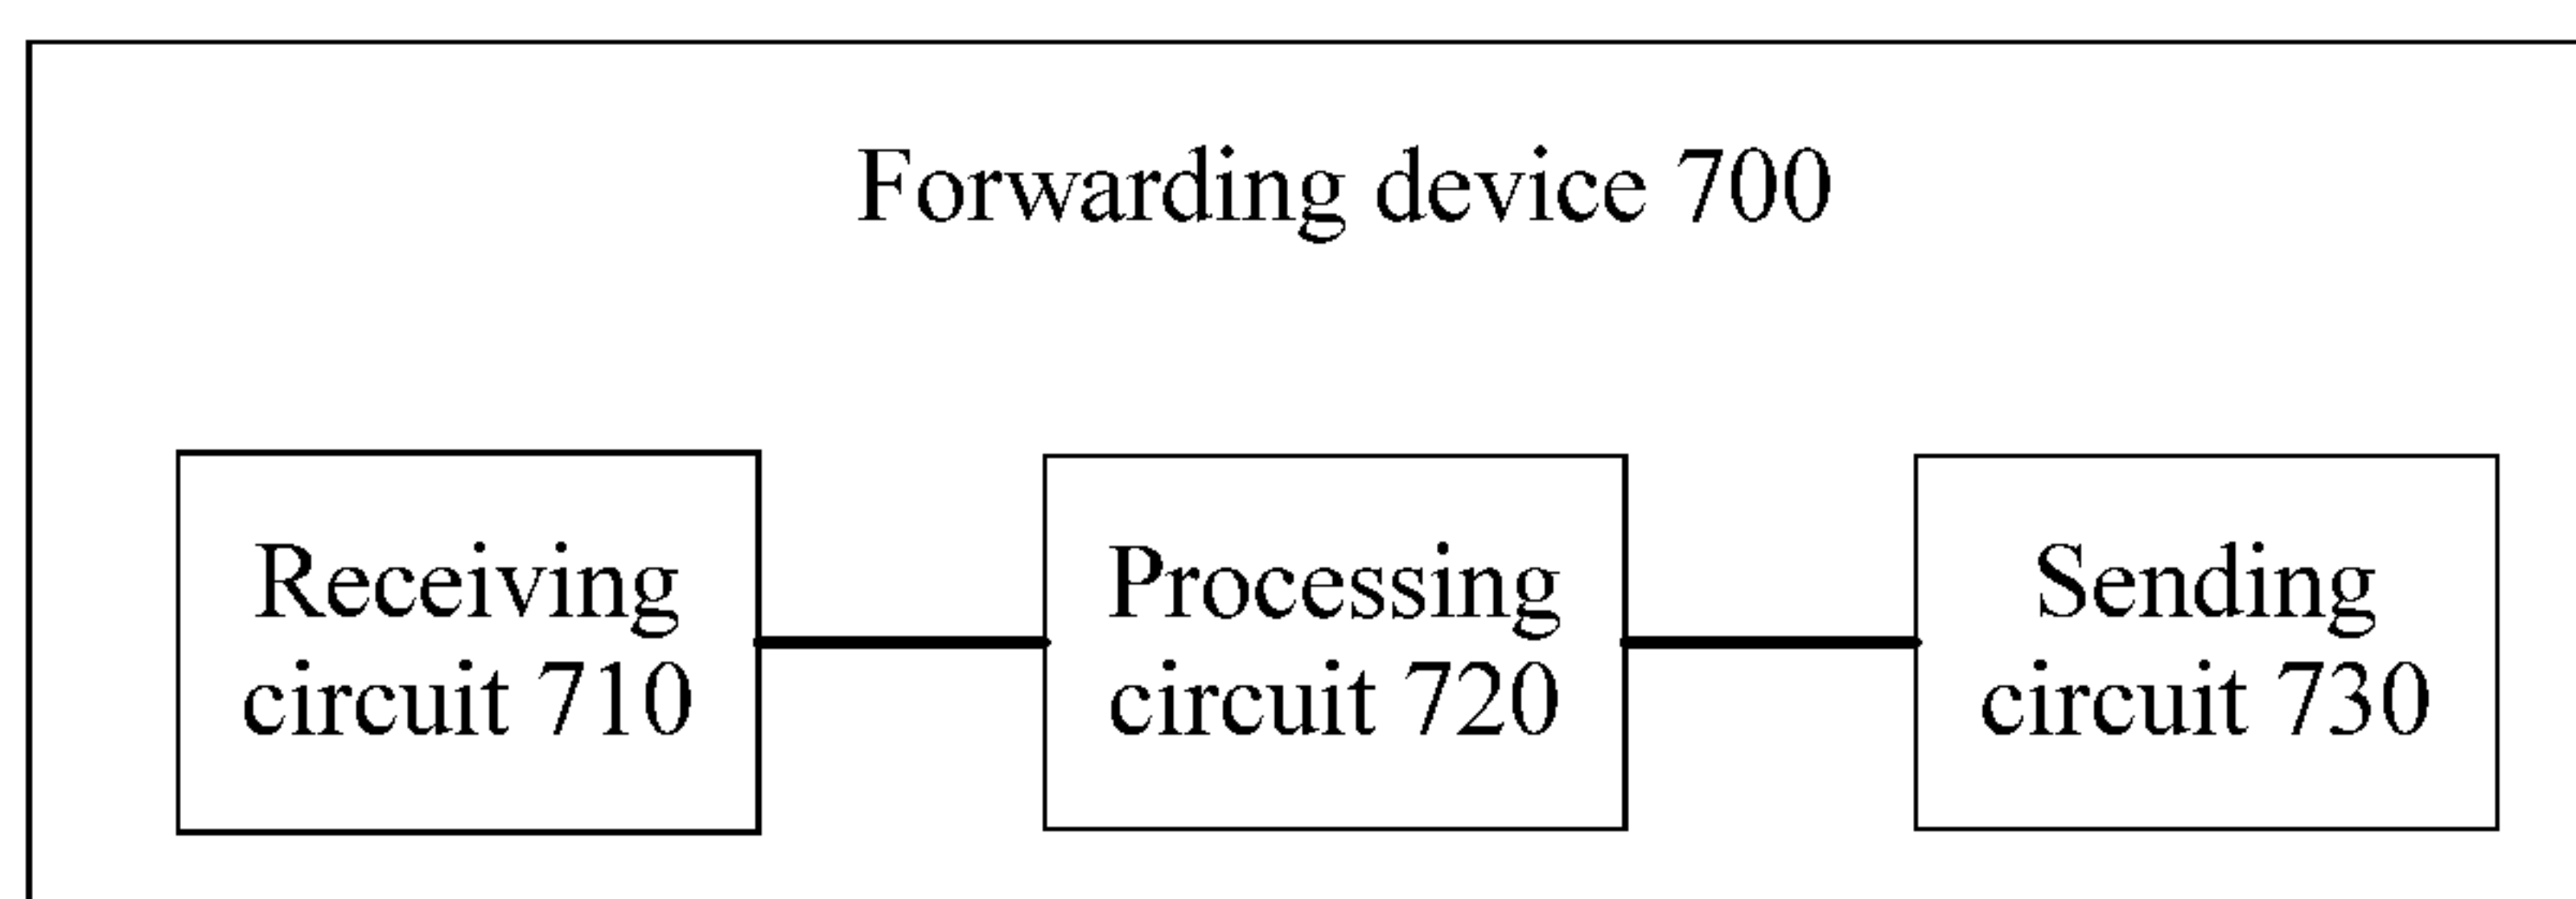 Forwarding device 700
Receiving
circuit 710
Processing
circuit 720
Sending
circuit 730